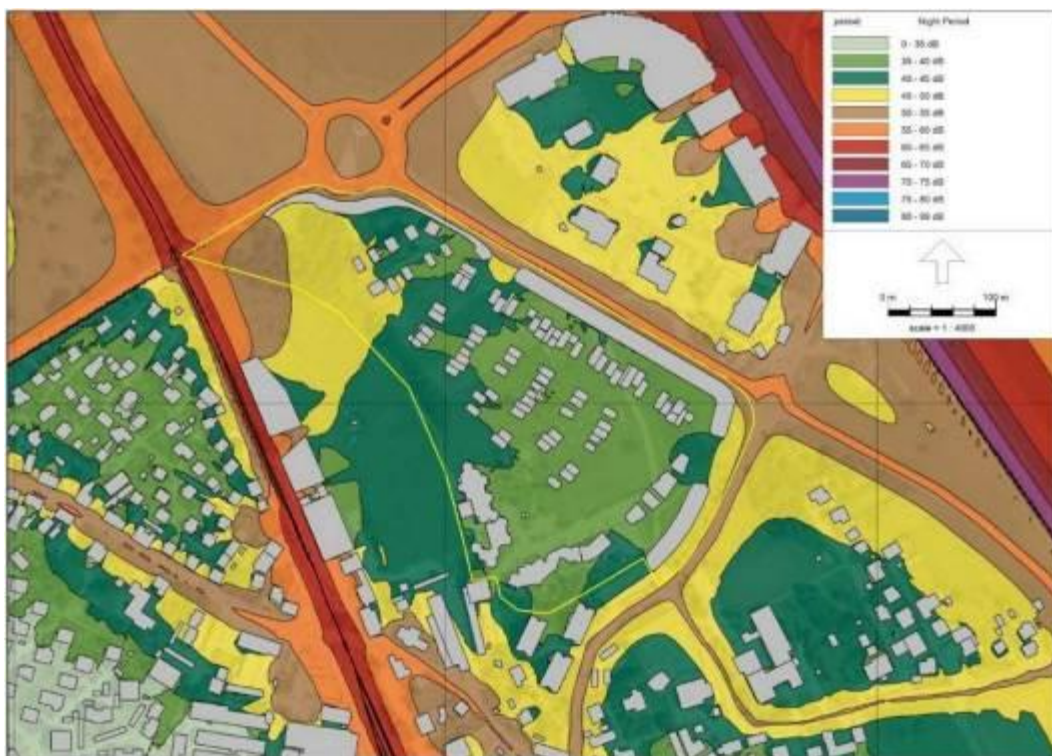 period: Night Period
0 - 35 dB
35 - 40 dB
40 - 45 dB
45 - 50 dB
50 - 55 dB
55 - 60 dB
60 - 65 dB
65 - 70 dB
70 - 75 dB
75 - 80 dB
80 - 
0 m 100 m
scale = 1 : 4000